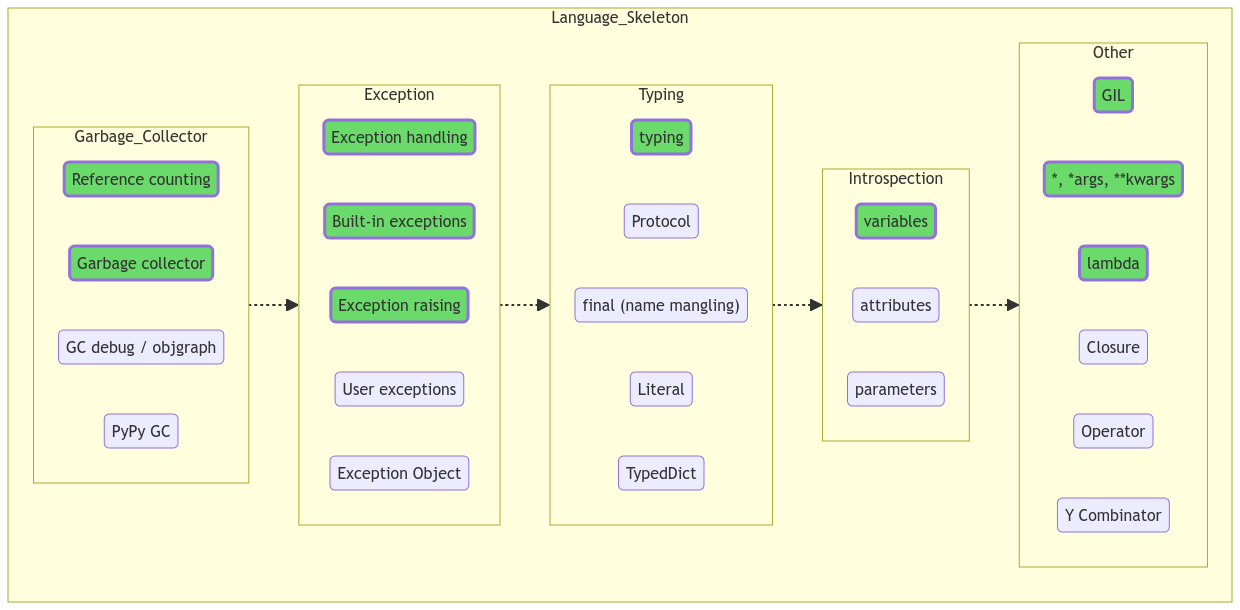 Language_Skeleton
Garbage_Collector
Reference counting
Garbage collector
GC debug / objgraph
PyPy GC
Exception
Exception handling
Built-in exceptions
Exception raising
User exceptions
Exception Object
Typing
typing
Protocol
final (name mangling)
Literal
TypedDict
Introspection
variables
attributes
parameters
Other
GIL
*, *args, **kwargs
lambda
Closure
Operator
Y Combinator